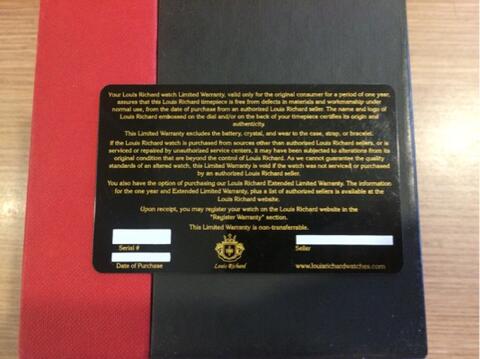 Your Louis Richard watch Limited Warranty, valid only for the original consumer for a period of one year,
assures that this Louis Richard timepiece is free from defects in materials and workmanship under
normal use, from the date of purchase from an authorized Louis Richard seller. The name and logo of
Louis Richard embossed on the dial and/or on the back of your timepiece certifies its origin and
authenticity.
This Limited Warranty excludes the battery, crystal, and wear to the case, strap, or bracelet.
If the Louis Richard watch is purchased from sources other than authorized Louis Richard sellers, or is
serviced or repaired by unauthorized service centers, it may have been subjected to alterations from its
original condition that are beyond the control of Louis Richard. As we cannot guarantee the quality
standards of an altered watch, this Limited Warranty is void if the watch was not serviced or purchased
by an authorized Louis Richard Seller.
You also have the option of purchasing our Louis Richard Extended Limited Warranty. The information
for the one year and Extended Limited Warranty, plus a list of authorized sellers is available at the
Louis Richard website.
Upon receipt, you may register your watch on the Louis Richard website in the
"Register Warranty" section.
This Limited Warranty is non-transferrable.
Serial #
Seller
Date of Purchase
Louis Richard
www.louisrichardwatches.com